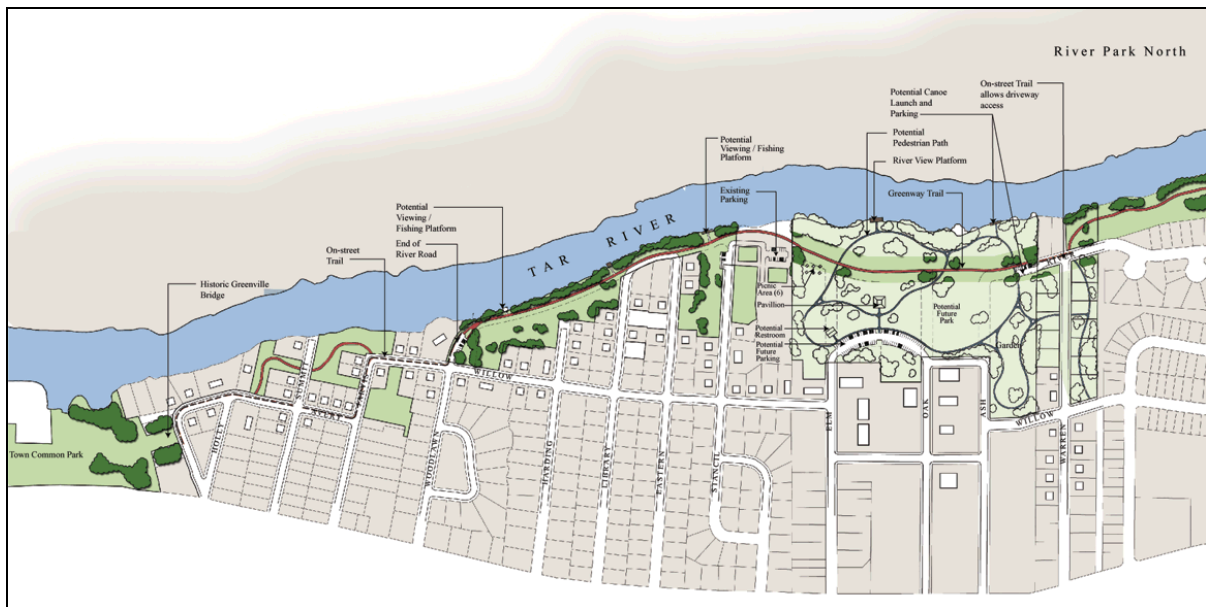 River Park North
On-street Trail
allows driveway
access
Potential Canoe
Launch and
Parking
Potential
Pedestrian Path
River View Platform
Greenway Trail
Potential
Viewing / Fishing
Platform
Existing
Parking
TAR RIVER
Potential
Viewing /
Fishing Platform
End of
River Road
On-street
Trail
Historic Greenville
Bridge
Picnic
Area (6)
Pavillion
Potential
Restroom
Potential
Future
Parking
Potential
Future
Park
Garden
Town Common Park
HOLLY
WILLOW
WOODLAWN
HARDING
LIBRARY
EASTERN
STANCIL
ELM
OAK
ASH
WILLOW
WARREN